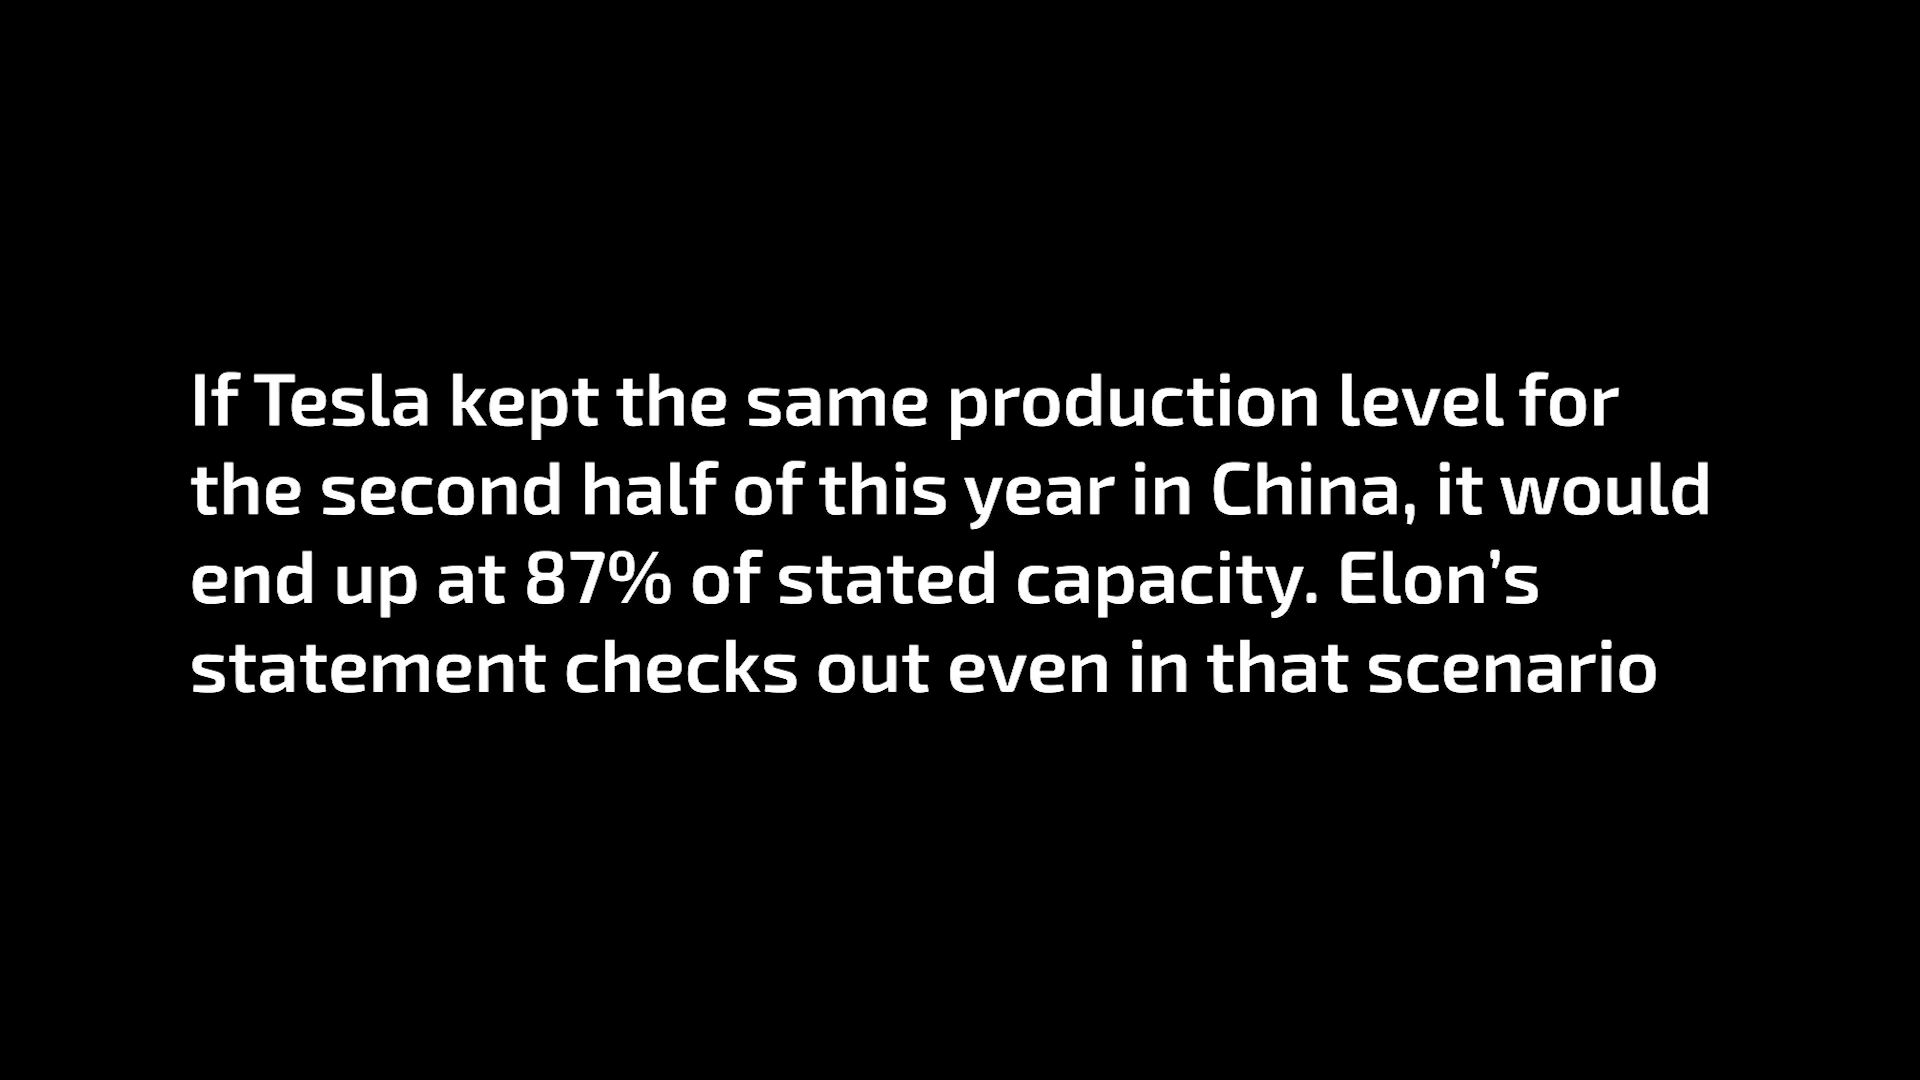 If Tesla kept the same production level for
the second half of this year in China, it would
end up at 87% of stated capacity. Elon’s
statement checks out even in that scenario